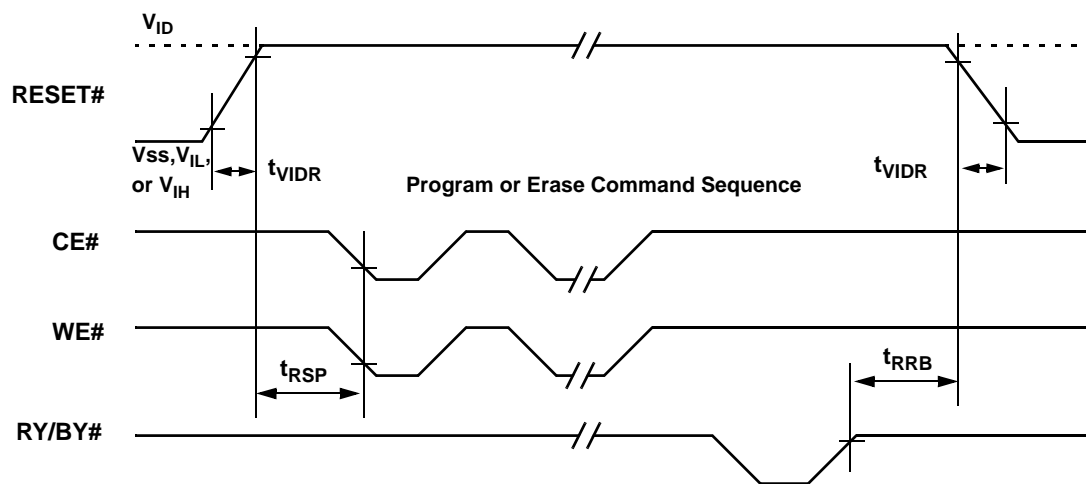 VID
RESET#
Vss,VIL,
or VIH
tVIDR
tVIDR
Program or Erase Command Sequence
CE#
WE#
tRSP
tRRB
RY/BY#